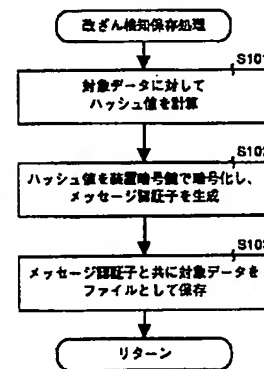 改ざん検知保存処理
S101
対象データに対して
ハッシュ値を計算
S102
ハッシュ値を装置暗号鍵で暗号化し、
メッセージ認証子を生成
S103
メッセージ認証子と共に対象データを
ファイルとして保存
リターン